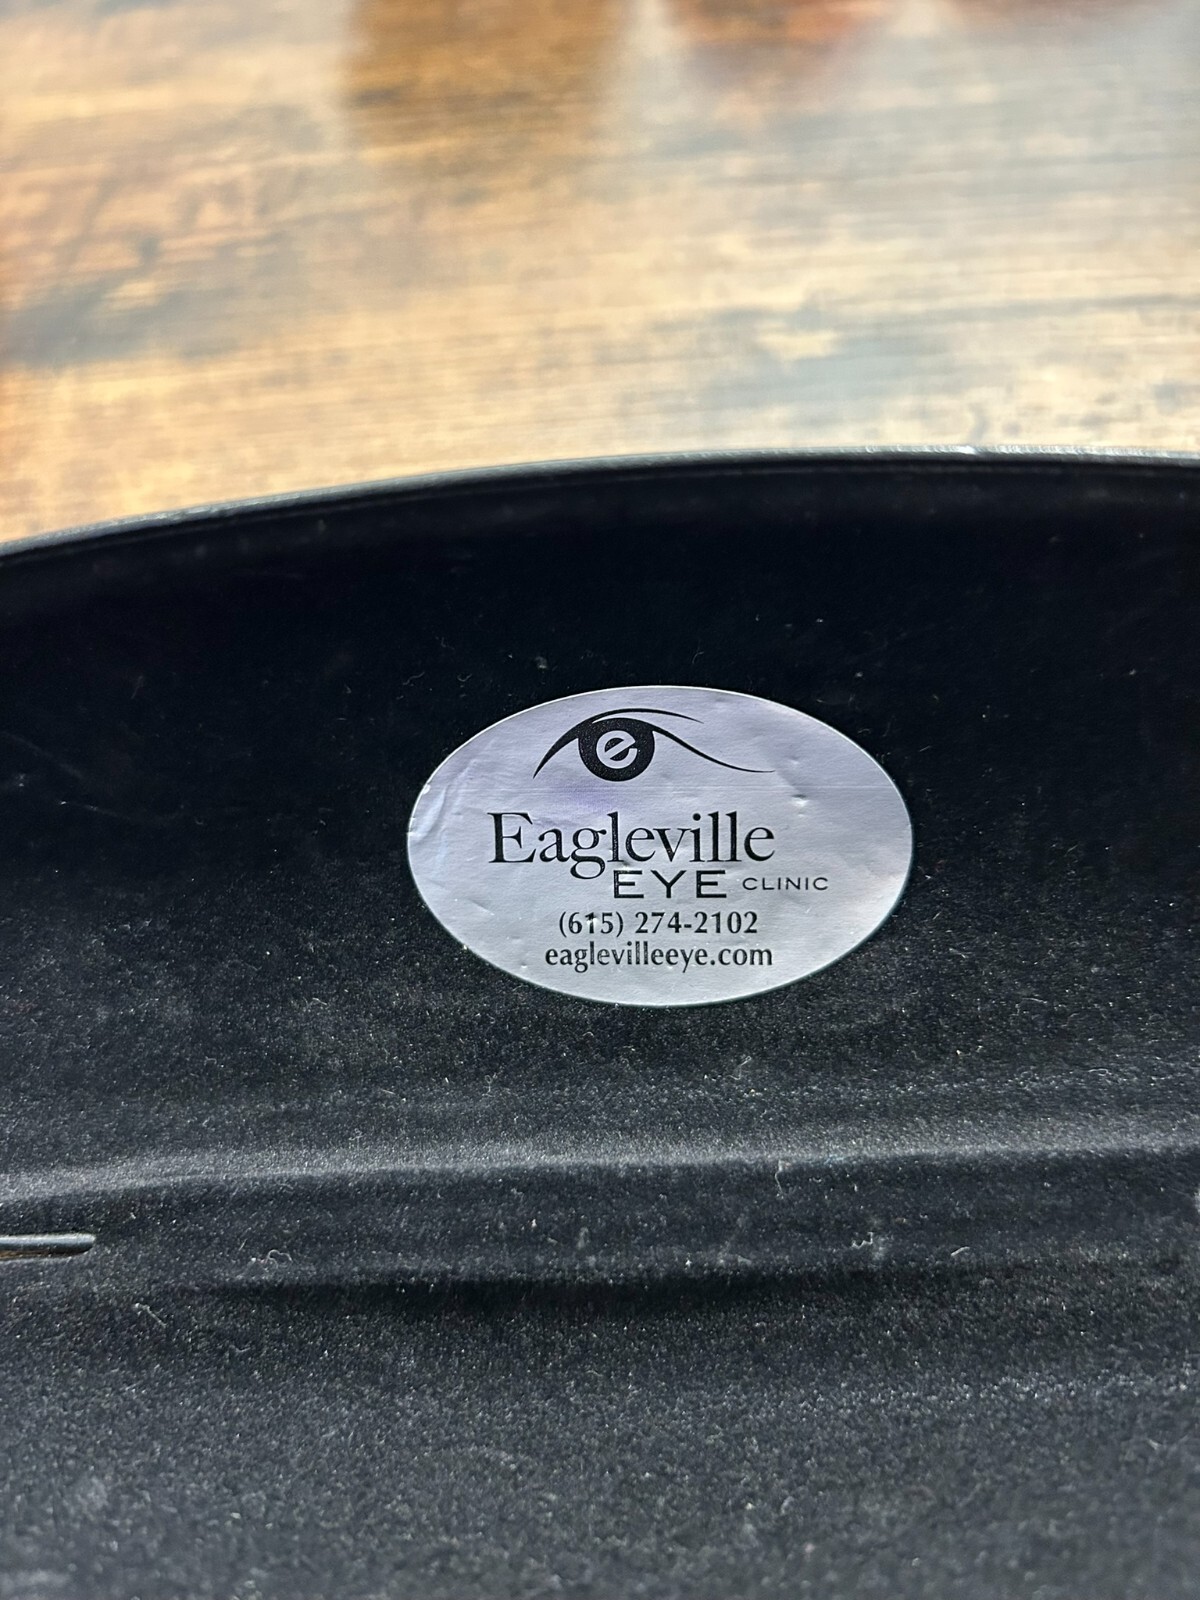 e
Eagleville
EYE CLINIC
(615) 274-2102
eaglevilleeye.com